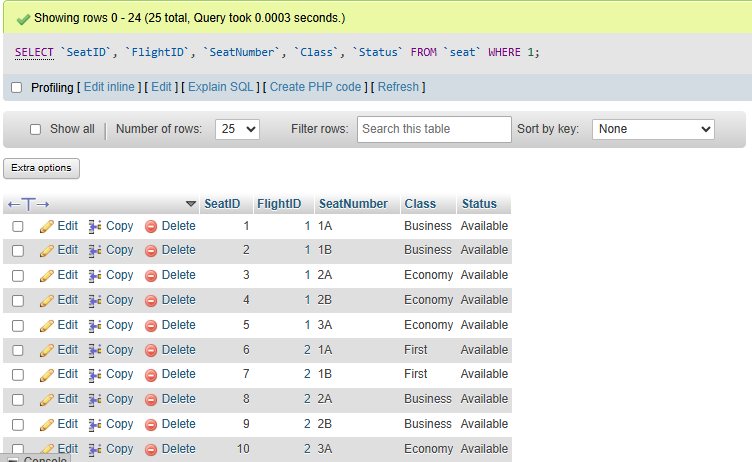 Showing rows 0 - 24 (25 total, Query took 0.0003 seconds.)
SELECT `SeatID`, `FlightID`, `SeatNumber`, `Class`, `Status` FROM `seat` WHERE 1;
Profiling [ Edit inline ] [ Edit ] [ Explain SQL ] [ Create PHP code ] [ Refresh ]
Show all Number of rows: 25 Filter rows: Search this table Sort by key: None
Extra options
SeatID FlightID SeatNumber Class Status
Edit Copy Delete 1 1 1A Business Available
Edit Copy Delete 2 1 1B Business Available
Edit Copy Delete 3 1 2A Economy Available
Edit Copy Delete 4 1 2B Economy Available
Edit Copy Delete 5 1 3A Economy Available
Edit Copy Delete 6 2 1A First Available
Edit Copy Delete 7 2 1B First Available
Edit Copy Delete 8 2 2A Business Available
Edit Copy Delete 9 2 2B Business Available
Edit Copy Delete 10 2 3A Economy Available
Console